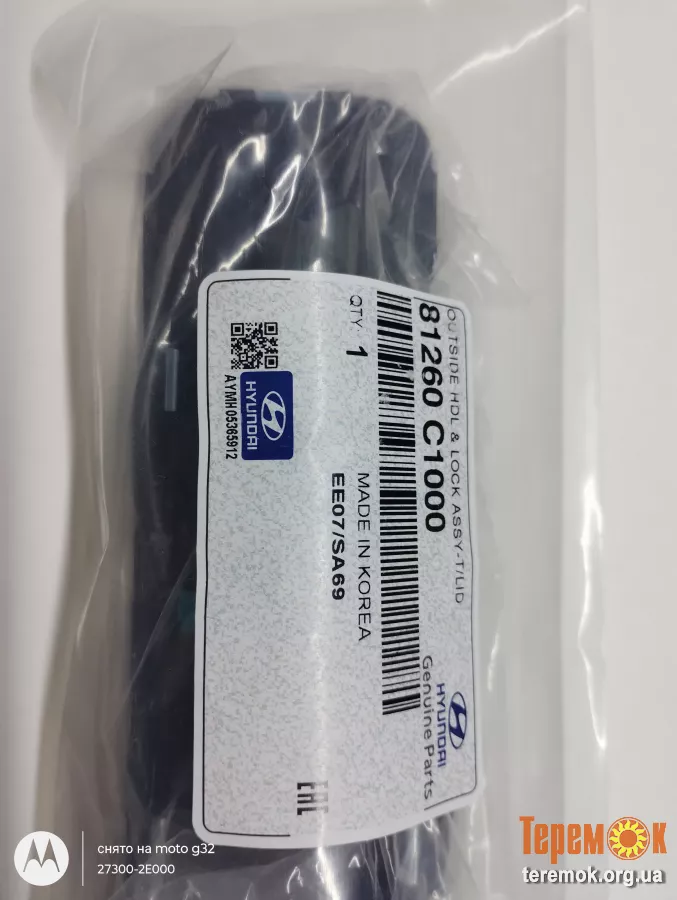 OUTSIDE HDL & LOCK ASSY-T/LID
81260 C1000
HYUNDAI
Genuine Parts
QTY: 1
MADE IN KOREA
EE07/SA69
HYUNDAI
AYMH05365912
EAC
снято на moto g32
27300-2E000
ТеремОк
teremok.org.ua